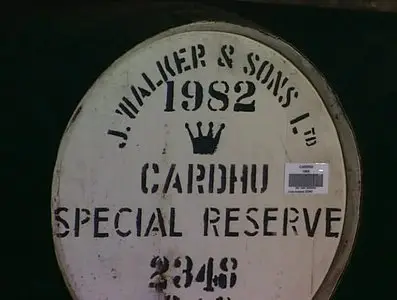 J. WALKER & SONS LTD
1982
CARDHU
SPECIAL RESERVE
2348